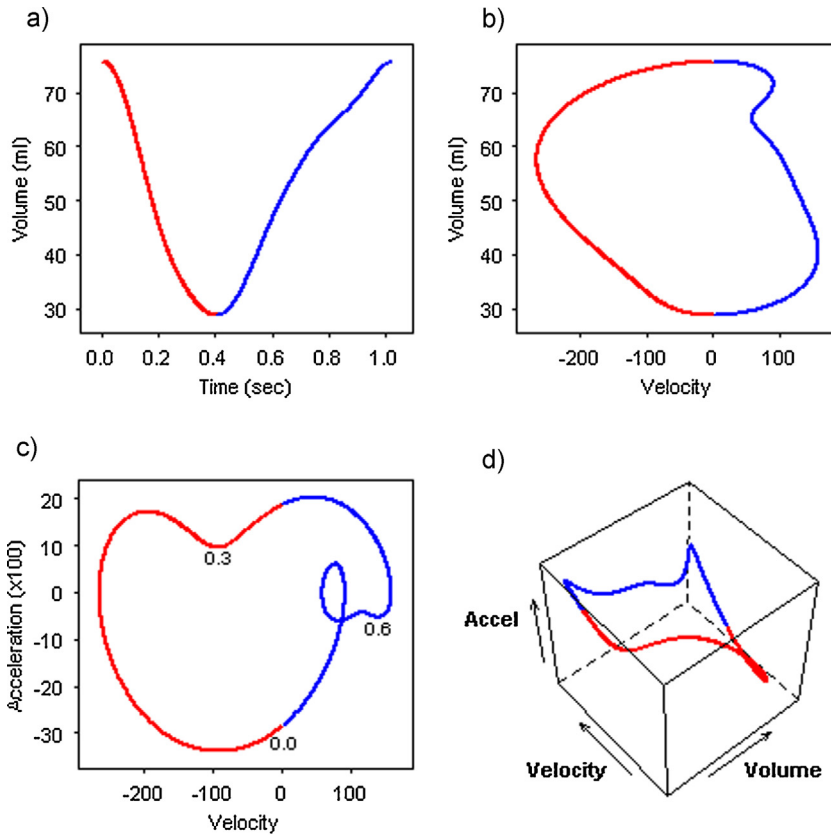 a)
Volume (ml)
70
60
50
40
30
0.0 0.2 0.4 0.6 0.8 1.0
Time (sec)
b)
Volume (ml)
70
60
50
40
30
-200 -100 0 100
Velocity
c)
Acceleration (x100)
20
10
0
-10
-20
-30
0.3
0.6
0.0
-200 -100 0 100
Velocity
d)
Accel
Velocity
Volume